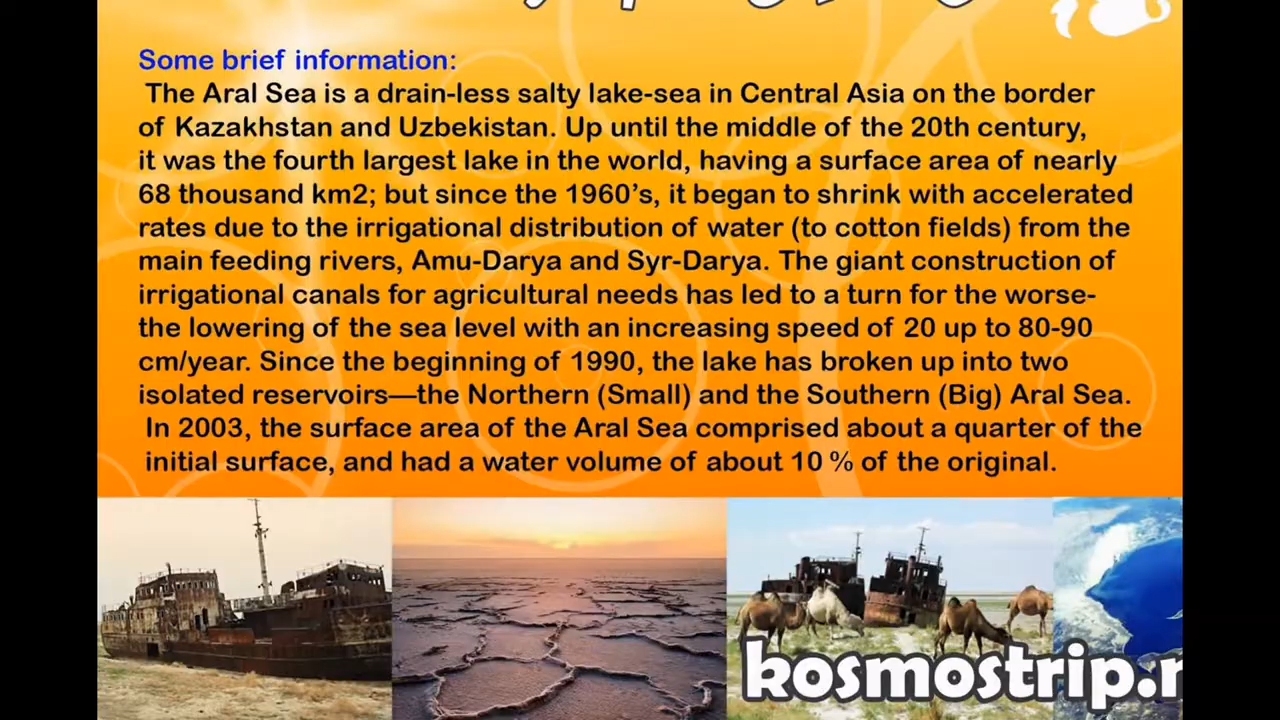 Some brief information:
The Aral Sea is a drain-less salty lake-sea in Central Asia on the border
of Kazakhstan and Uzbekistan. Up until the middle of the 20th century,
it was the fourth largest lake in the world, having a surface area of nearly
68 thousand km2; but since the 1960’s, it began to shrink with accelerated
rates due to the irrigational distribution of water (to cotton fields) from the
main feeding rivers, Amu-Darya and Syr-Darya. The giant construction of
irrigational canals for agricultural needs has led to a turn for the worse-
the lowering of the sea level with an increasing speed of 20 up to 80-90
cm/year. Since the beginning of 1990, the lake has broken up into two
isolated reservoirs—the Northern (Small) and the Southern (Big) Aral Sea.
In 2003, the surface area of the Aral Sea comprised about a quarter of the
initial surface, and had a water volume of about 10 % of the original.
kosmostrip.